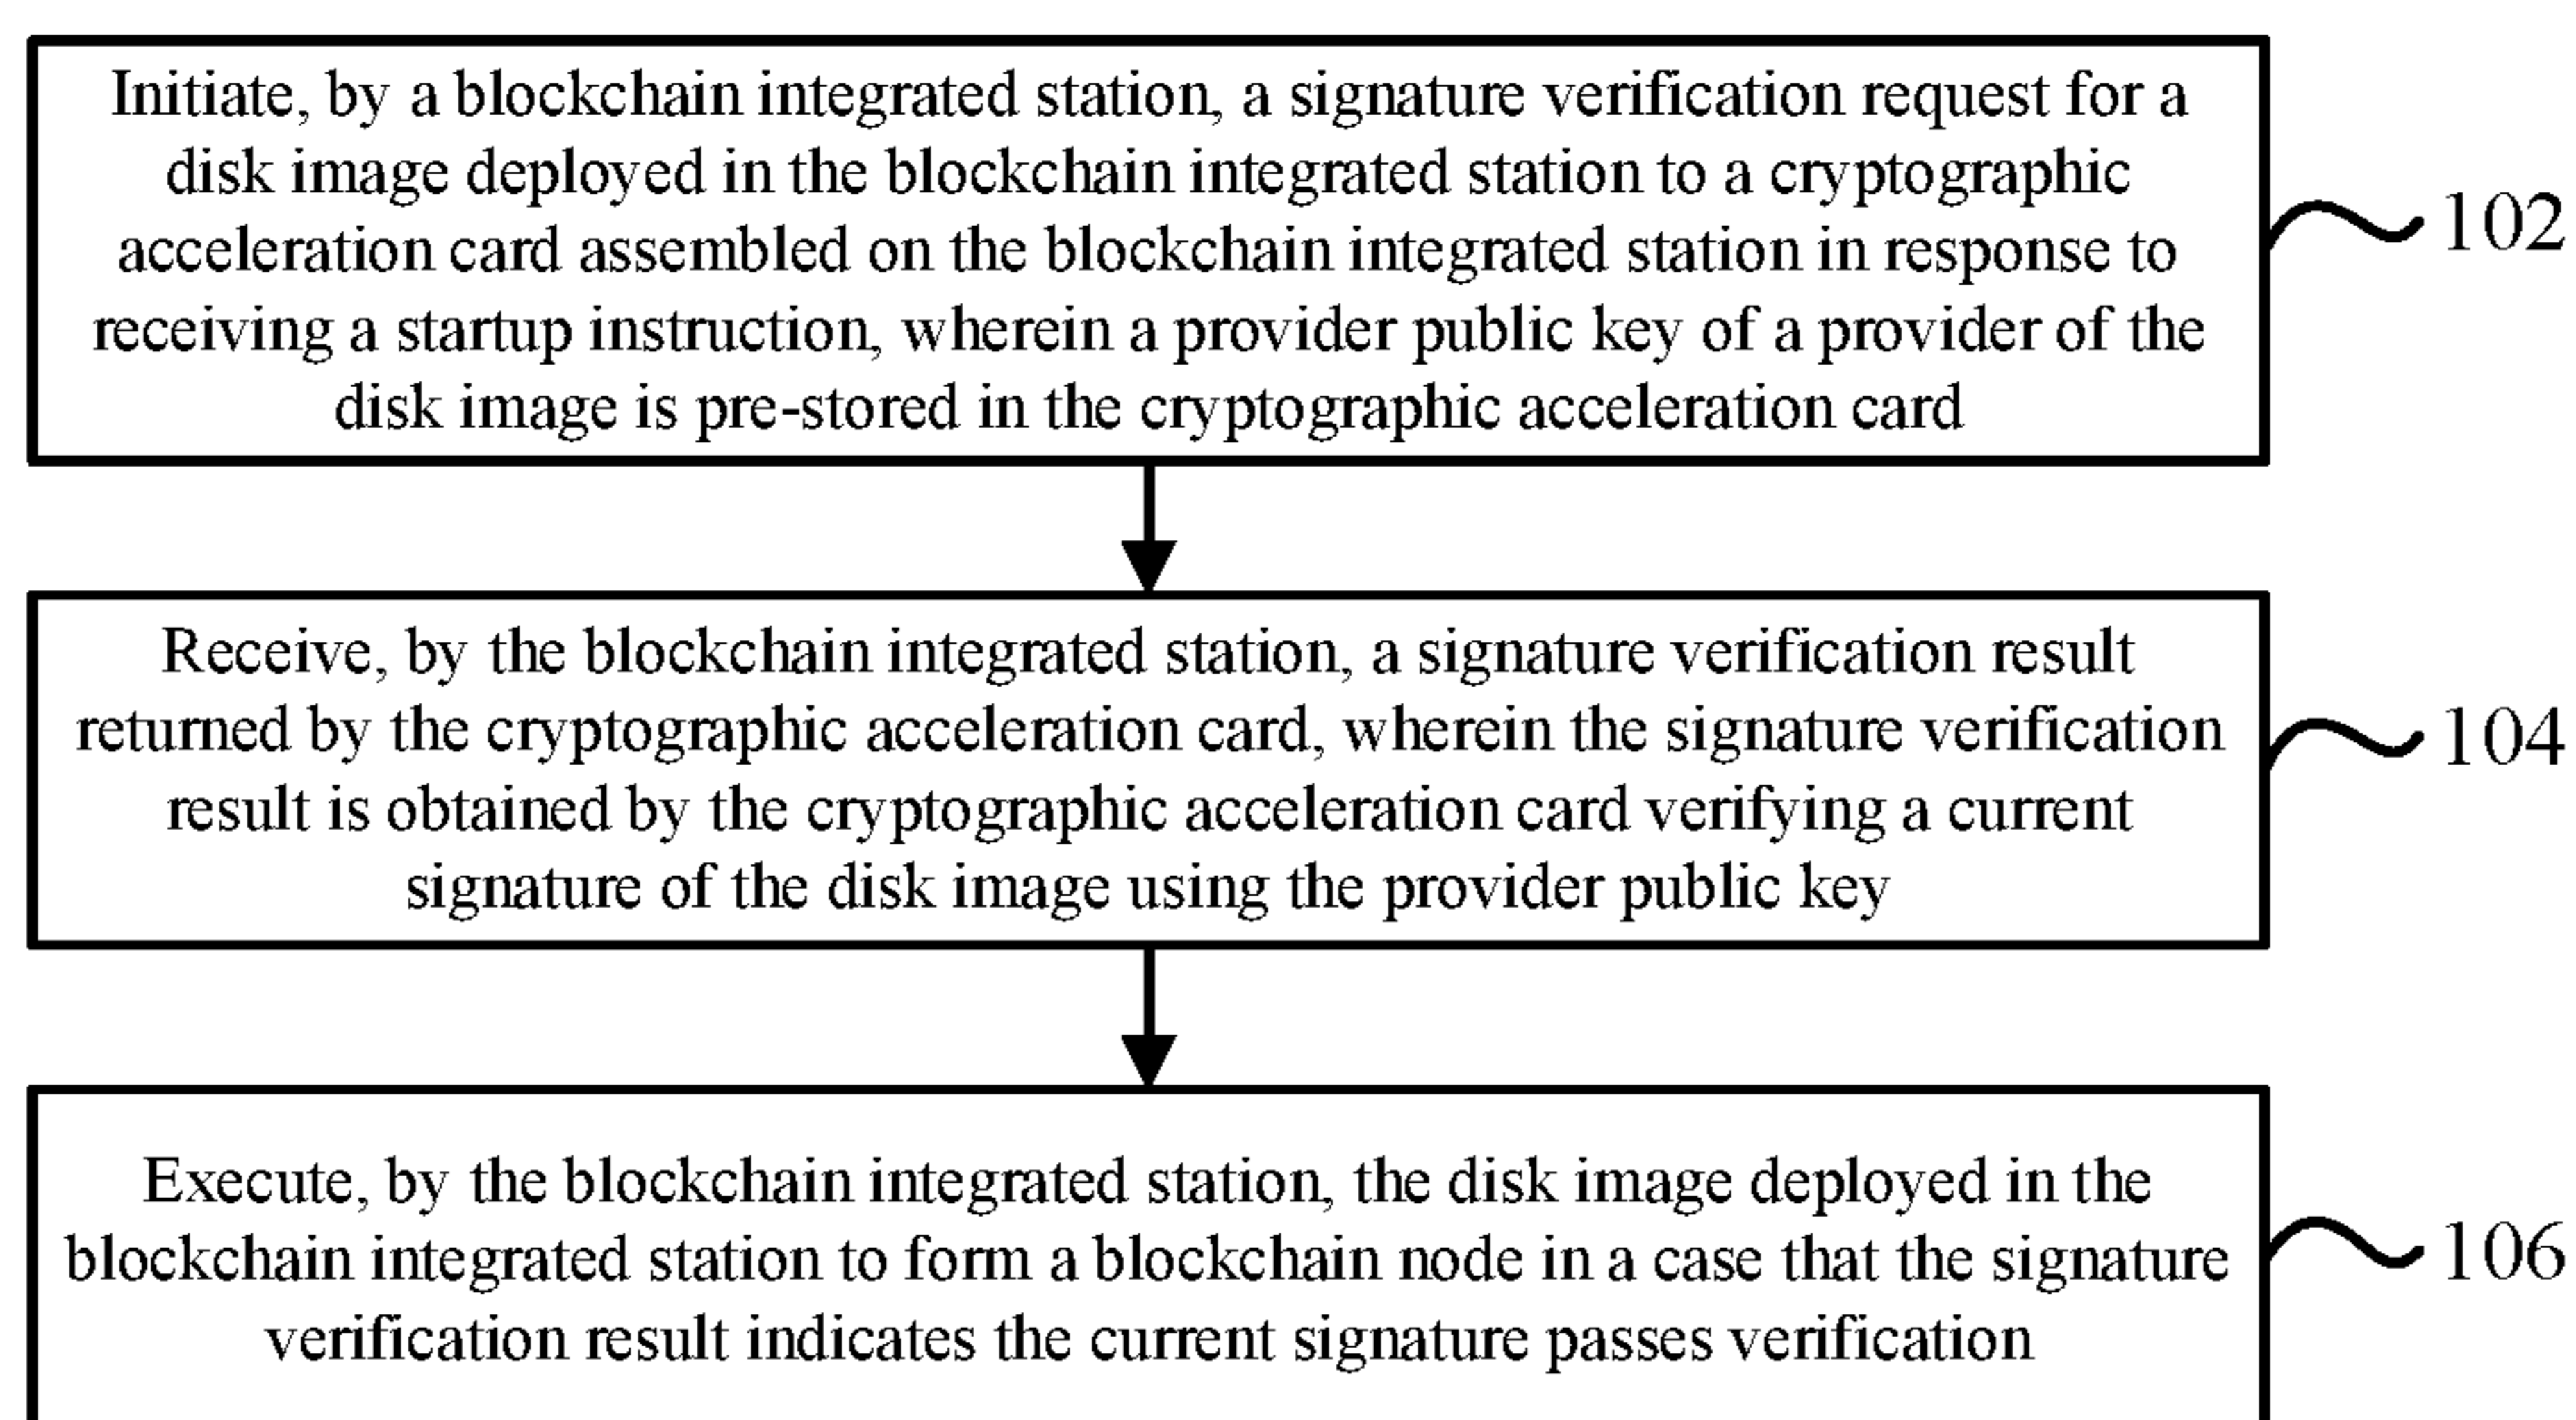 Initiate, by a blockchain integrated station, a signature verification request for a
disk image deployed in the blockchain integrated station to a cryptographic
acceleration card assembled on the blockchain integrated station in response to
receiving a startup instruction, wherein a provider public key of a provider of the
disk image is pre-stored in the cryptographic acceleration card
102
Receive, by the blockchain integrated station, a signature verification result
returned by the cryptographic acceleration card, wherein the signature verification
result is obtained by the cryptographic acceleration card verifying a current
signature of the disk image using the provider public key
104
Execute, by the blockchain integrated station, the disk image deployed in the
blockchain integrated station to form a blockchain node in a case that the signature
verification result indicates the current signature passes verification
106